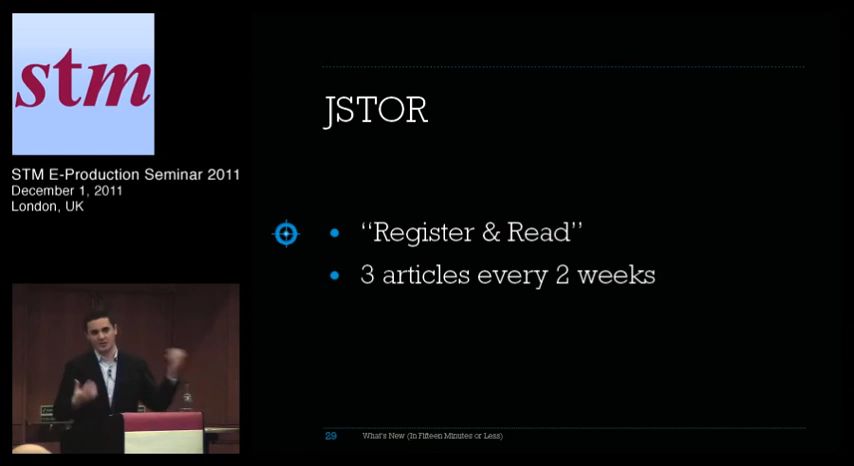 stm
STM E-Production Seminar 2011
December 1, 2011
London, UK
JSTOR
“Register & Read”
3 articles every 2 weeks
29 What's New (In Fifteen Minutes or Less)